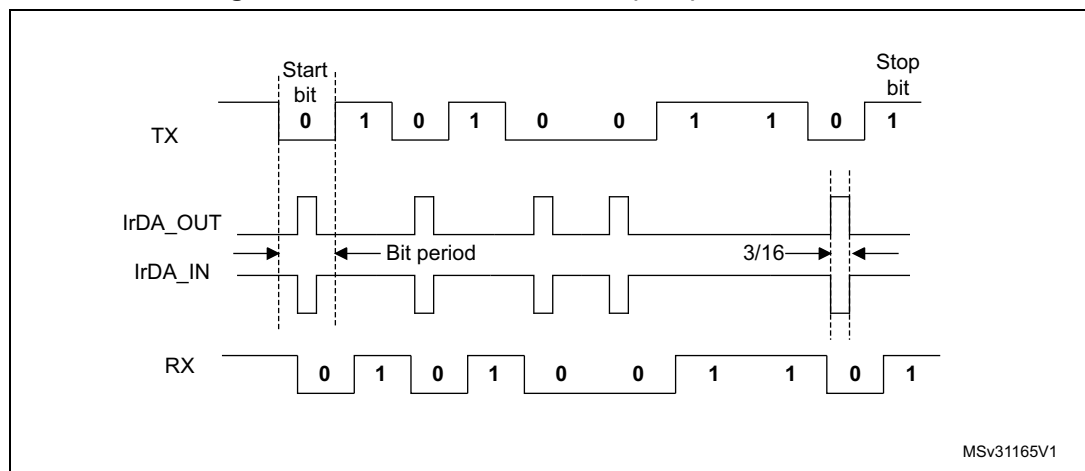 Start
bit
Stop
bit
TX
0 1 0 1 0 0 1 1 0 1
IrDA_OUT
Bit period
3/16
IrDA_IN
RX
0 1 0 1 0 0 1 1 0 1
MSv31165V1